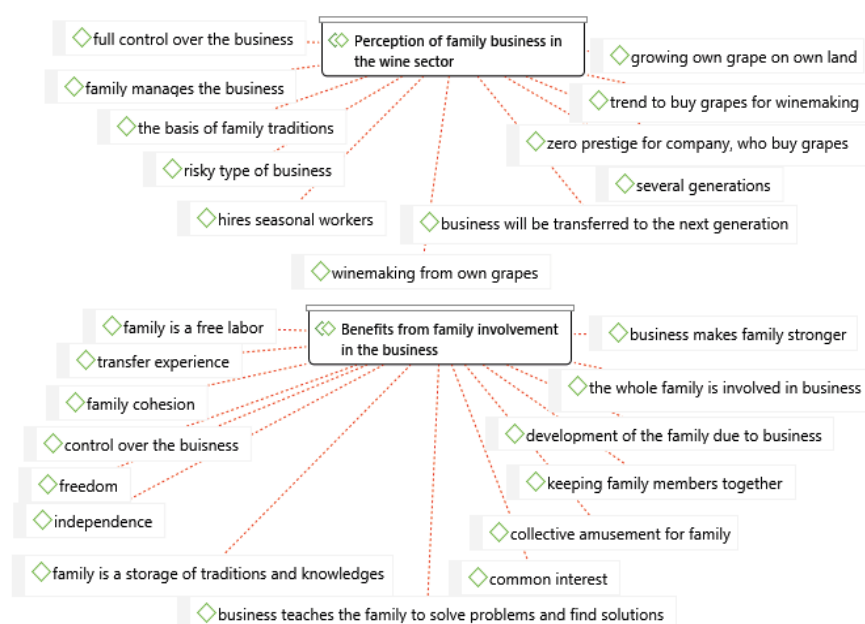 full control over the business
Perception of family business in
the wine sector
growing own grape on own land
family manages the business
trend to buy grapes for winemaking
the basis of family traditions
zero prestige for company, who buy grapes
risky type of business
several generations
hires seasonal workers
business will be transferred to the next generation
winemaking from own grapes
family is a free labor
Benefits from family involvement
in the business
business makes family stronger
transfer experience
the whole family is involved in business
family cohesion
development of the family due to business
control over the buisness
keeping family members together
freedom
independence
collective amusement for family
family is a storage of traditions and knowledges
common interest
business teaches the family to solve problems and find solutions